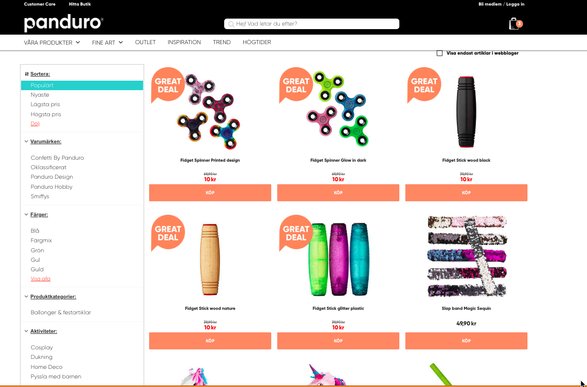 Customer Care Hitta Butik Bli medlem / Logga in
panduro
Hej! Vad letar du efter?
VÅRA PRODUKTER FINE ART OUTLET INSPIRATION TREND HÖGTIDER
Visa endast artiklar i webblager
Sortera:
Populärt
Nyaste
Lägsta pris
Högsta pris
Dölj
Varumärken:
Confetti By Panduro
Oklassificerat
Panduro Design
Panduro Hobby
Smiffys
Färger:
Blå
Färgmix
Grön
Gul
Guld
Visa alla
Produktkategorier:
Ballonger & festartiklar
Aktiviteter:
Cosplay
Dukning
Home Deco
Pyssla med barnen
GREAT DEAL
Fidget Spinner Printed design
10 kr
KÖP
GREAT DEAL
Fidget Spinner Glow in dark
10 kr
KÖP
GREAT DEAL
Fidget Stick wood black
10 kr
KÖP
GREAT DEAL
Fidget Stick wood nature
10 kr
KÖP
GREAT DEAL
Fidget Stick glitter plastic
10 kr
KÖP
Slap band Magic Sequin
49,90 kr
KÖP